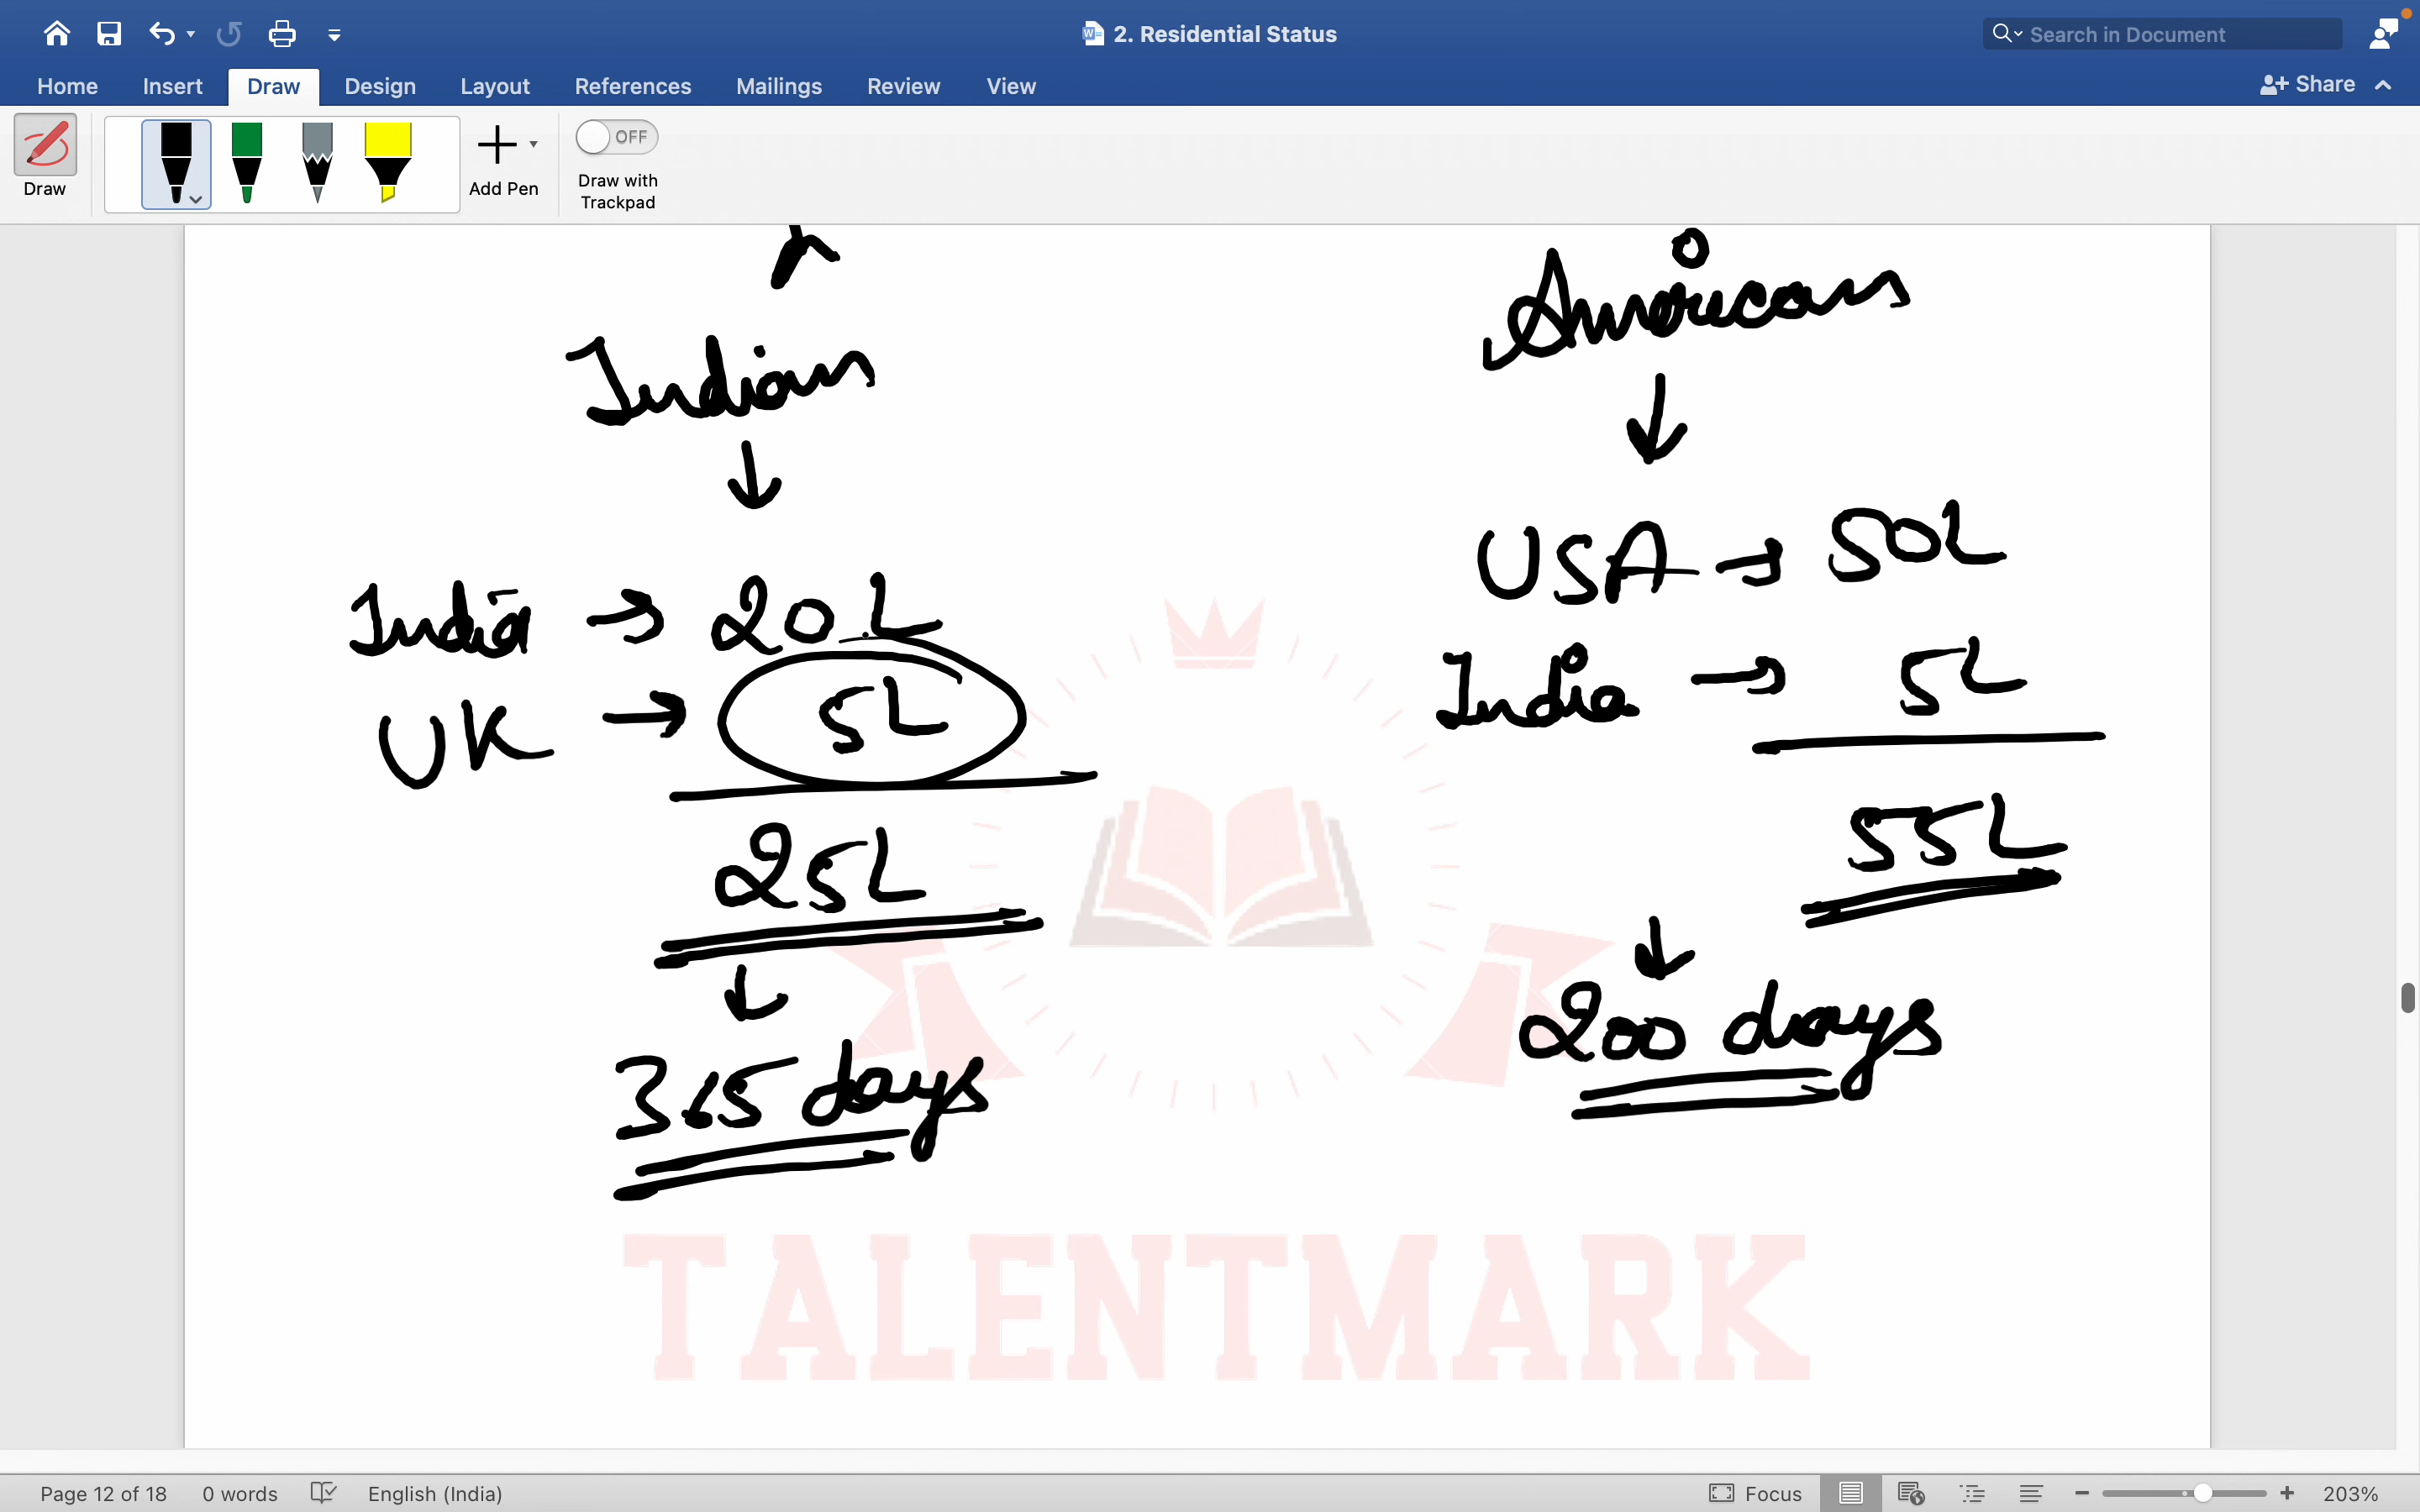 2. Residential Status
Search in Document
Home Insert Draw Design Layout References Mailings Review View
Share
Draw
Add Pen
OFF
Draw with
Trackpad
Indians
↓
India → 20L
UK → 5L
25L
↓
365 days
Americans
↓
USA → 50L
India → 5L
55L
↓
200 days
TALENTMARK
Page 12 of 18 0 words English (India) Focus 203%